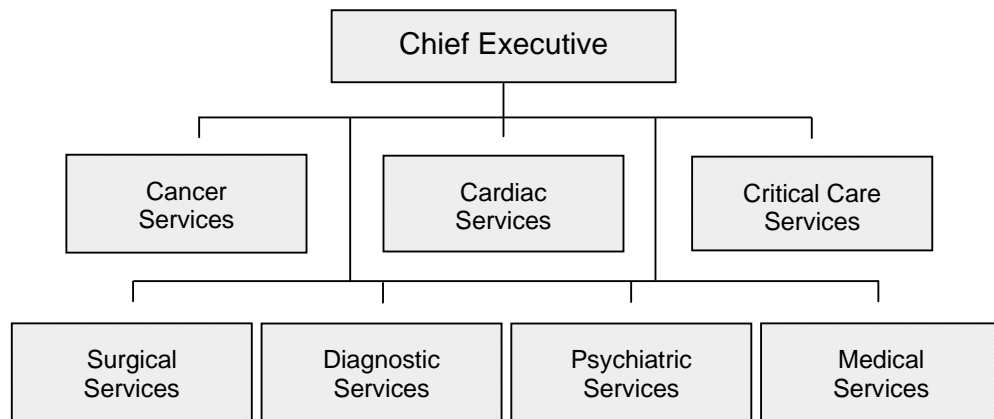 Chief Executive
Cancer
Services
Cardiac
Services
Critical Care
Services
Surgical
Services
Diagnostic
Services
Psychiatric
Services
Medical
Services